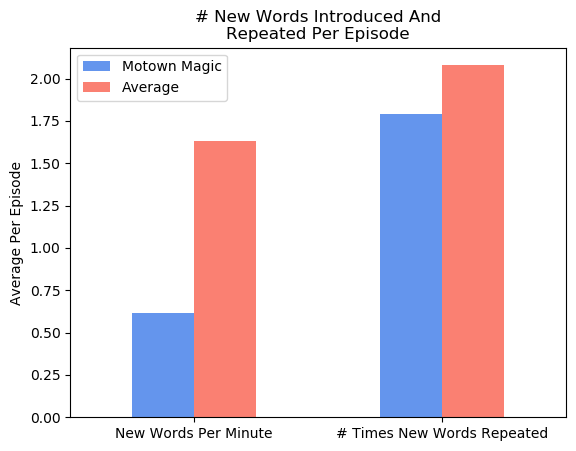 # New Words Introduced And
Repeated Per Episode
Motown Magic
Average
Average Per Episode
2.00
1.75
1.50
1.25
1.00
0.75
0.50
0.25
0.00
New Words Per Minute
# Times New Words Repeated